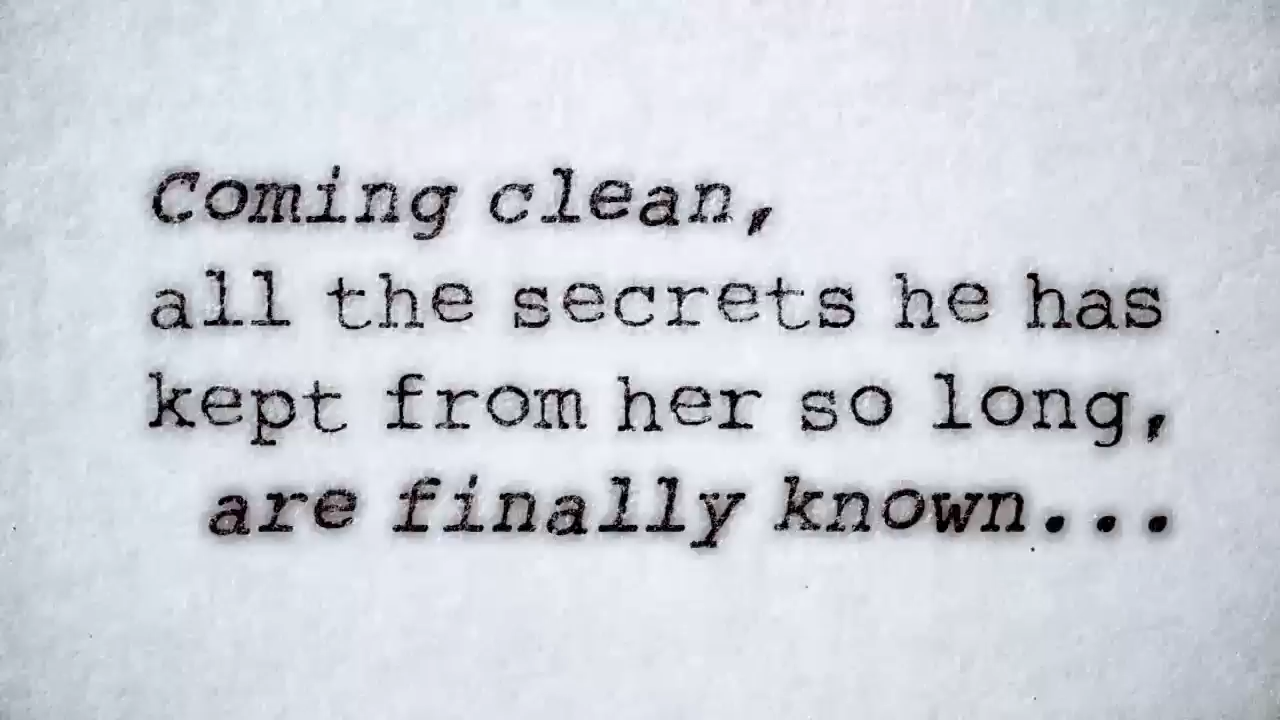 Coming clean,
all the secrets he has
kept from her so long,
are finally known...